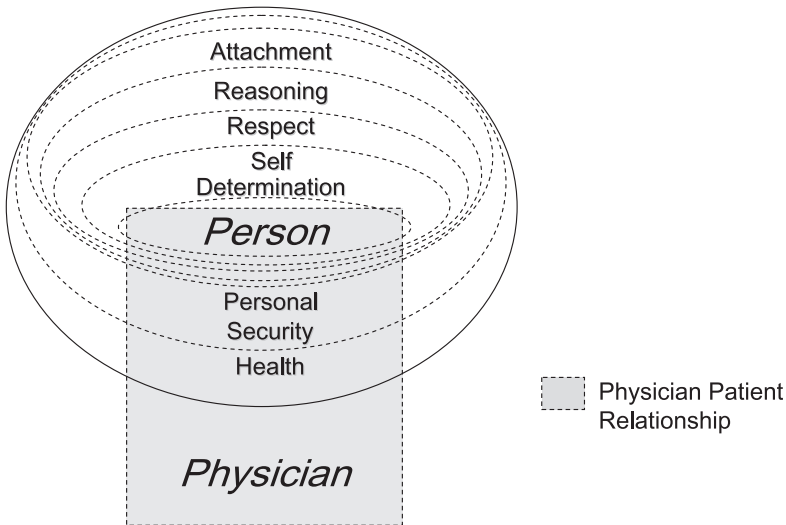 Attachment
Reasoning
Respect
Self
Determination
Person
Personal
Security
Health
Physician
Physician Patient
Relationship